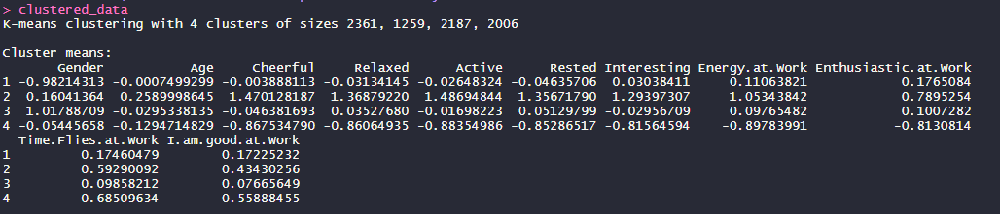 > clustered_data
K-means clustering with 4 clusters of sizes 2361, 1259, 2187, 2006
Cluster means:
Gender Age Cheerful Relaxed Active Rested Interesting Energy.at.Work Enthusiastic.at.Work
1 -0.98214313 -0.0007499299 -0.003888113 -0.03134145 -0.02648324 -0.04635706 0.03038411 0.11063821 0.1765084
2 0.16041364 0.2589998645 1.470128187 1.36879220 1.48694844 1.35671790 1.29397307 1.05343842 0.7895254
3 1.01788709 -0.0295338135 -0.046381693 0.03527680 -0.01698223 0.05129799 -0.02956709 0.09765482 0.1007282
4 -0.05445658 -0.1294714829 -0.867534790 -0.86064935 -0.88354986 -0.85286517 -0.81564594 -0.89783991 -0.8130814
Time.Flies.at.Work I.am.good.at.Work
1 0.17460479 0.17225232
2 0.59290092 0.43430256
3 0.09858212 0.07665649
4 -0.68509634 -0.55888455